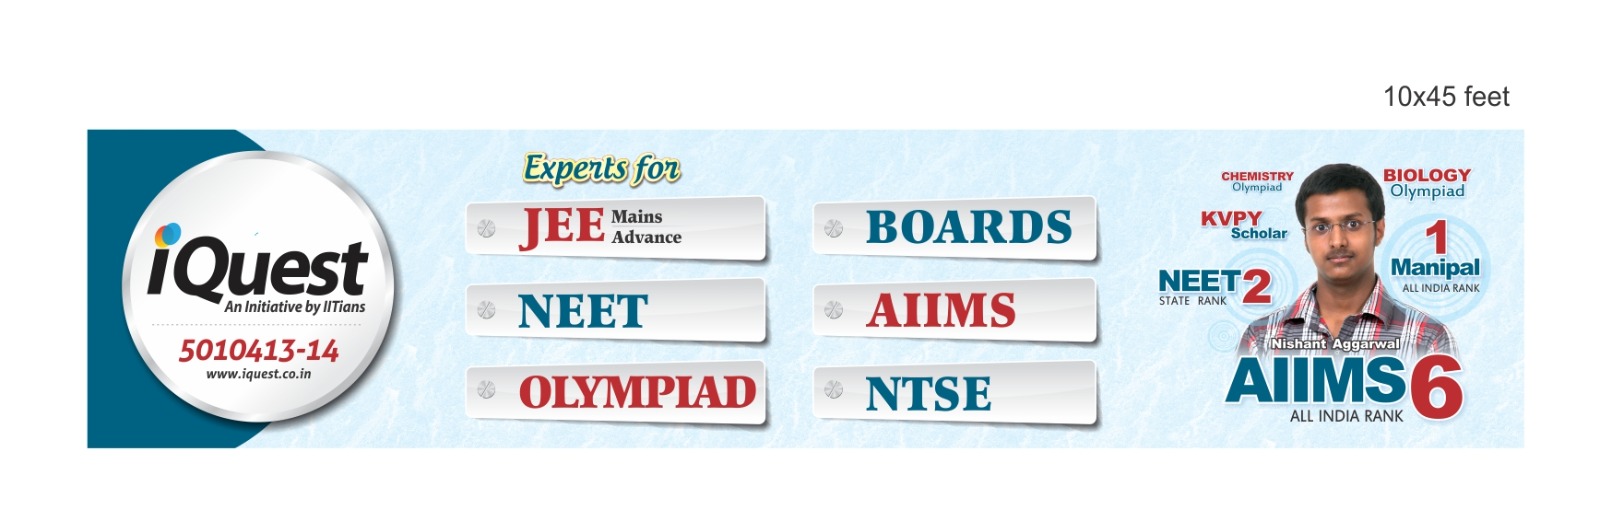 10x45 feet
iQuest
An Initiative by IITians
5010413-14
www.iquest.co.in
Experts for
JEE Mains
Advance
BOARDS
NEET
AIIMS
OLYMPIAD
NTSE
CHEMISTRY
Olympiad
BIOLOGY
Olympiad
KVPY
Scholar
1
Manipal
ALL INDIA RANK
NEET 2
STATE RANK
Nishant Aggarwal
AIIMS 6
ALL INDIA RANK